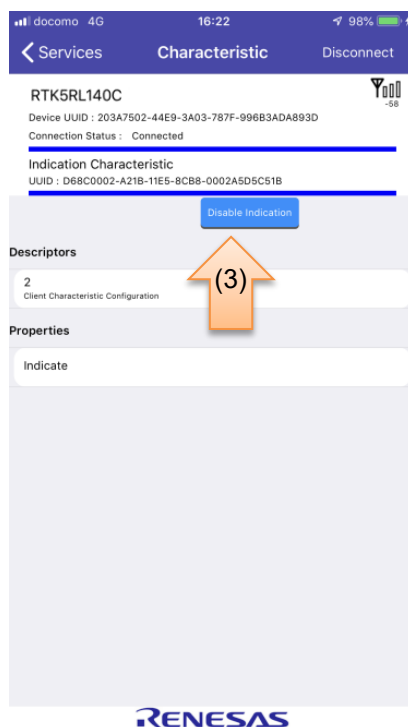 docomo 4G 16:22 98%
Services Characteristic Disconnect
RTK5RL140C
-58
Device UUID : 203A7502-44E9-3A03-787F-996B3ADA893D
Connection Status : Connected
Indication Characteristic
UUID : D68C0002-A21B-11E5-8CB8-0002A5D5C51B
Disable Indication
Descriptors
(3)
2
Client Characteristic Configuration
Properties
Indicate
RENESAS